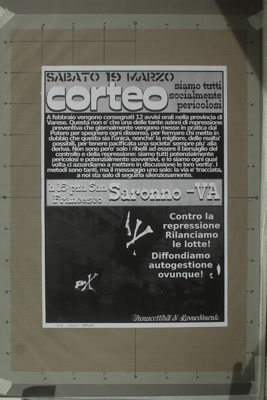 SABATO 19 MARZO
corteo
siamo tutti
socialmente
pericolosi
A febbraio vengono consegnati 12 avvisi orali nella provincia di
Varese. Questi non e' che una delle tante azioni di repressione
preventiva che giornalmente vengono messe in pratica dal
Potere per spegnere ogni dissenso, per fermare chi mette in
dubbio che questa sia l'unica, nonche' la migliore, delle realta'
possibili, per tenere pacificata una societa' sempre piu' alla
deriva. Non sono pero' solo i ribelli ad essere il bersaglio del
controllo e della repressione: siamo tutti potenzialmente
pericolosi e potenzialmente sovversivi, e lo siamo ogni qual
volta ci azzardiamo a mettere in discussione le loro verita'. I
metodi sono tanti, ma il messaggio uno solo: la via e' tracciata,
a noi sta solo di seguirla silenziosamente.
h 15 p.za San
Francesco
Saronno -VA
Contro la
repressione
Rilanciamo
le lotte!
Diffondiamo
autogestione
ovunque!
Insuscettibili di Ravvedimento